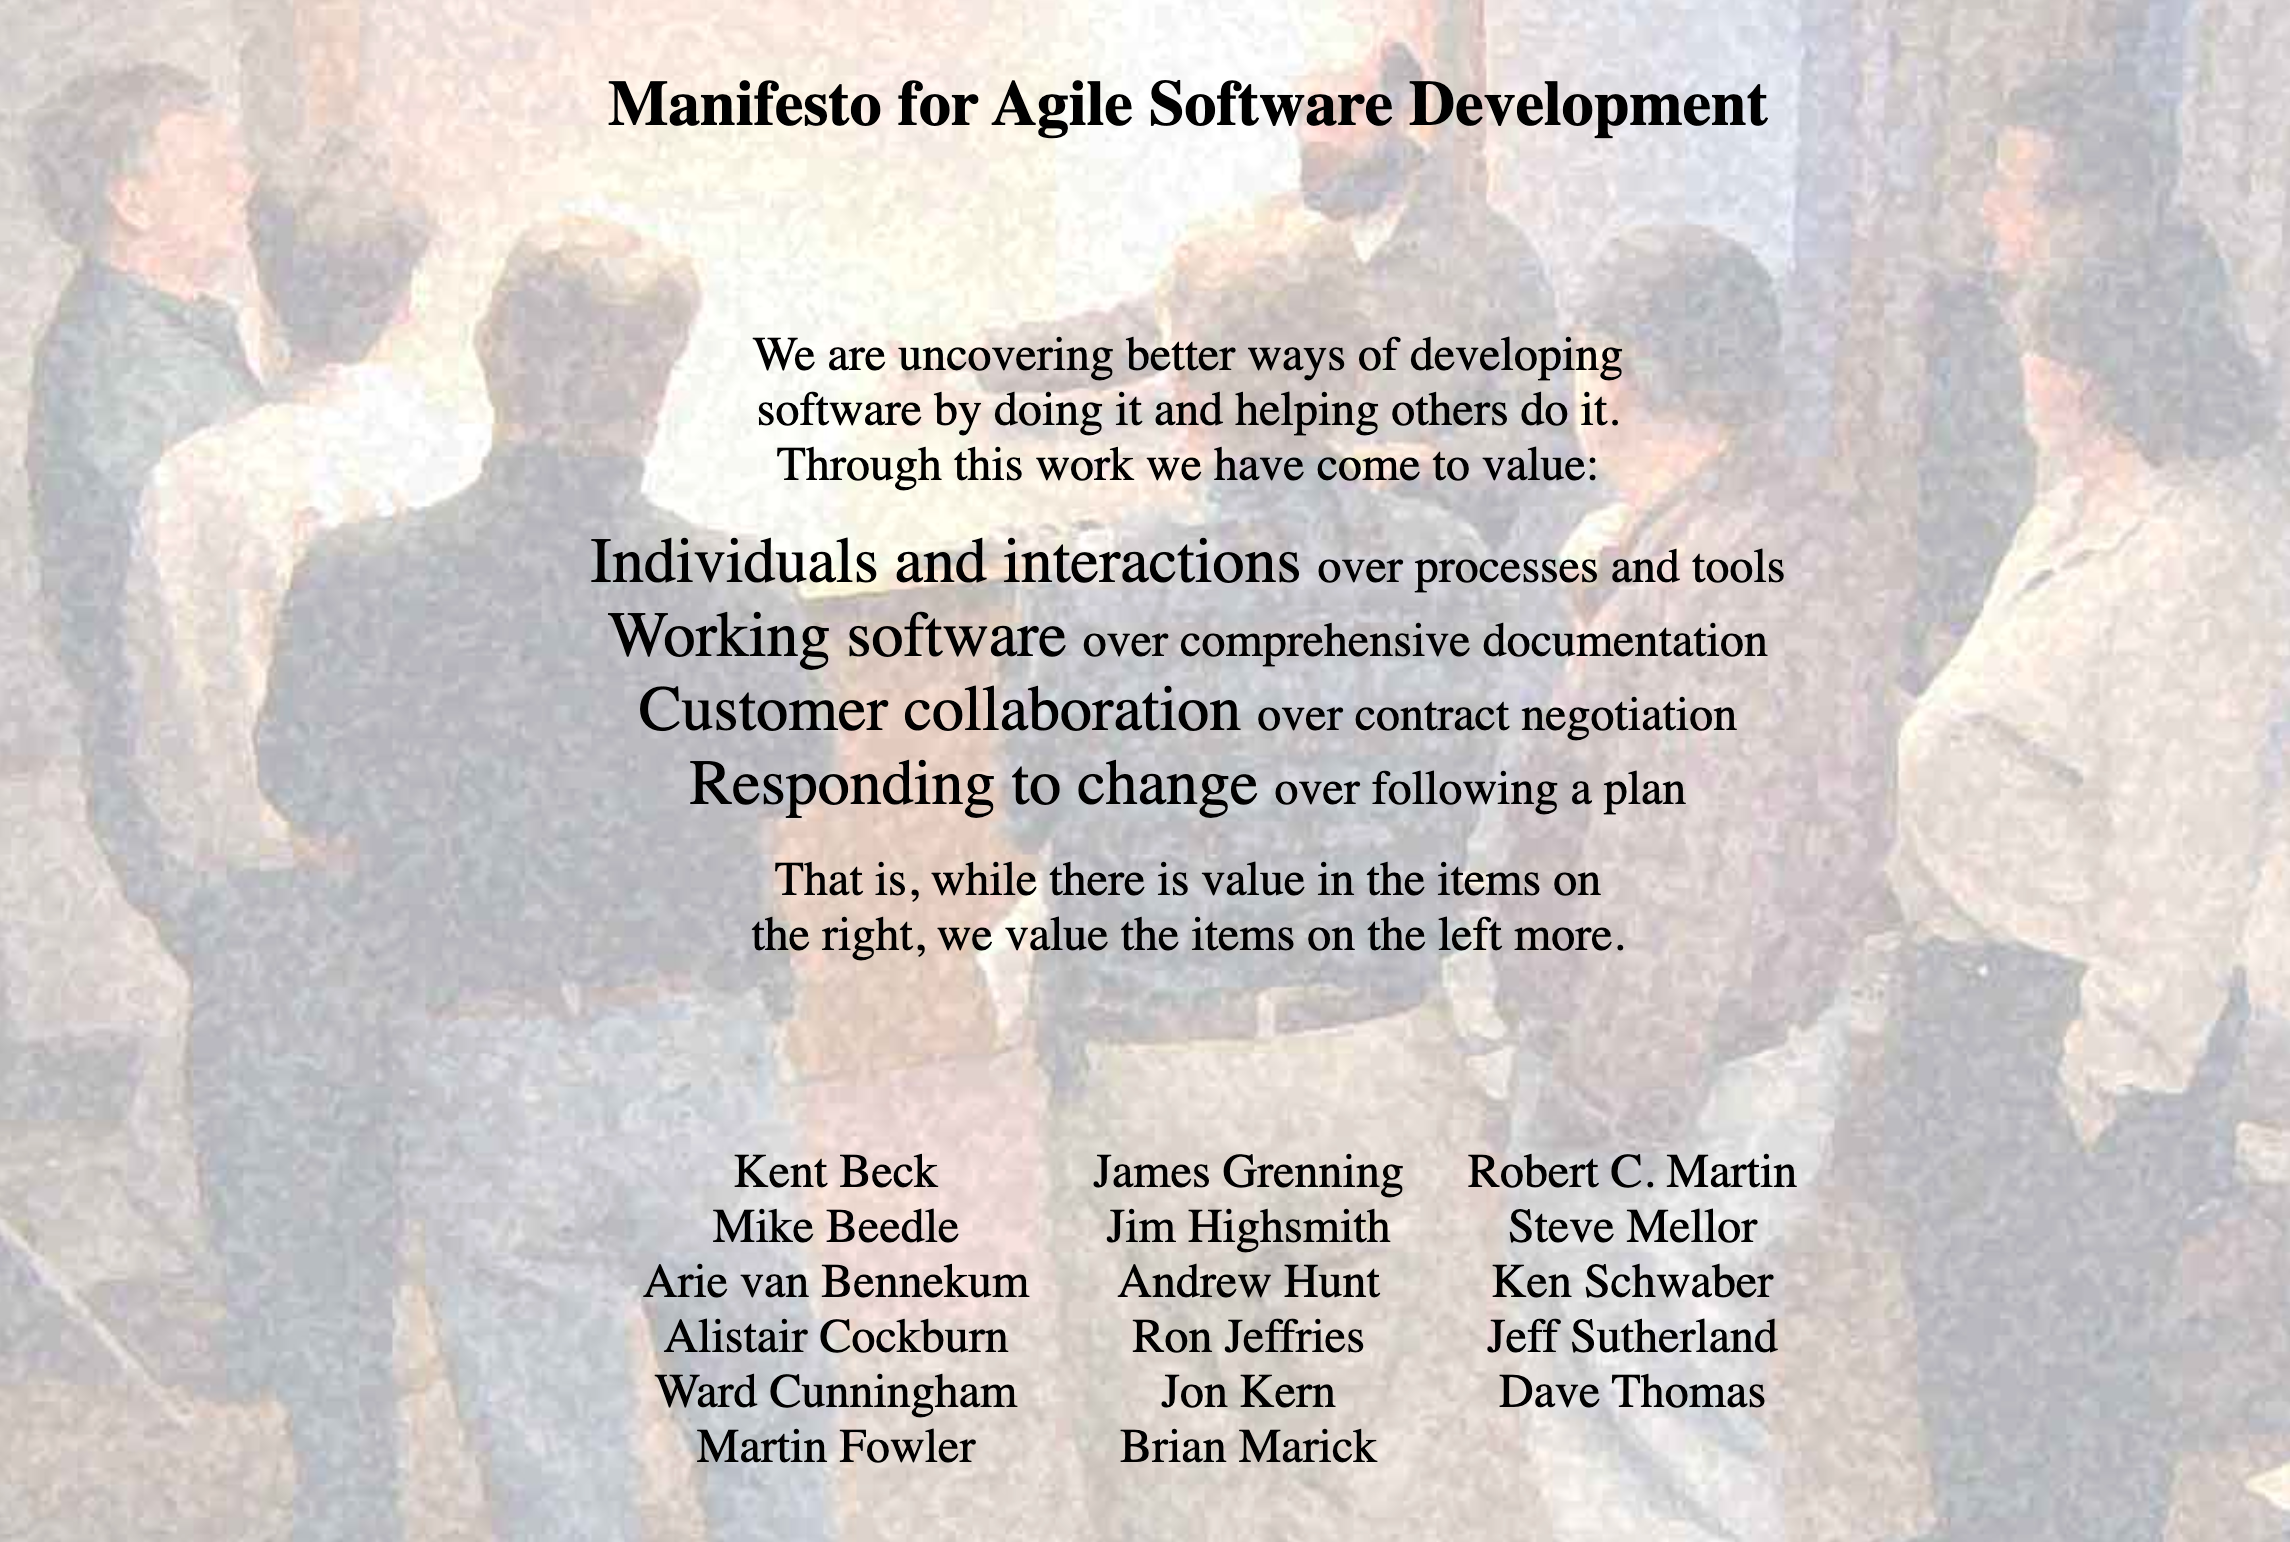 Manifesto for Agile Software Development
We are uncovering better ways of developing
software by doing it and helping others do it.
Through this work we have come to value:
Individuals and interactions over processes and tools
Working software over comprehensive documentation
Customer collaboration over contract negotiation
Responding to change over following a plan
That is, while there is value in the items on
the right, we value the items on the left more.
Kent Beck
Mike Beedle
Arie van Bennekum
Alistair Cockburn
Ward Cunningham
Martin Fowler
James Grenning
Jim Highsmith
Andrew Hunt
Ron Jeffries
Jon Kern
Brian Marick
Robert C. Martin
Steve Mellor
Ken Schwaber
Jeff Sutherland
Dave Thomas